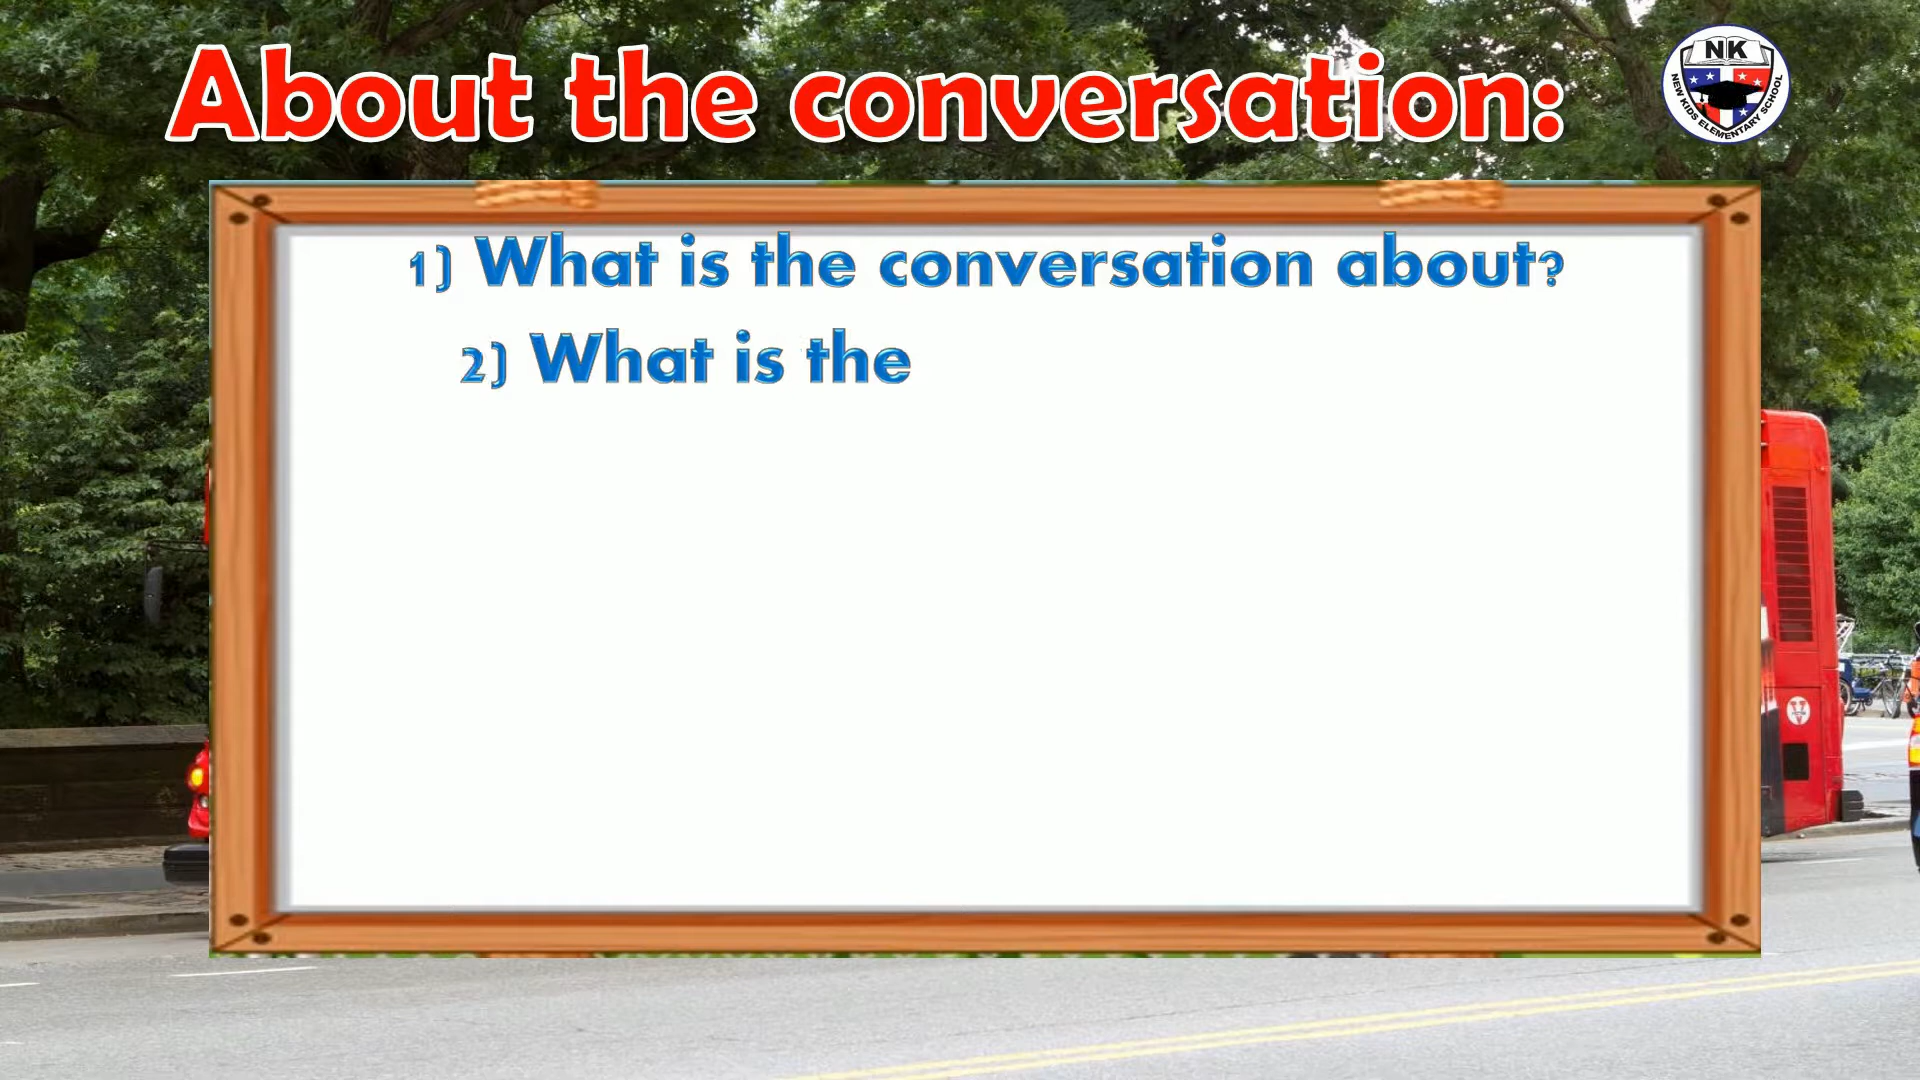 About the conversation:
NK
NEW KIDS ELEMENTARY SCHOOL
1) What is the conversation about?
2) What is the